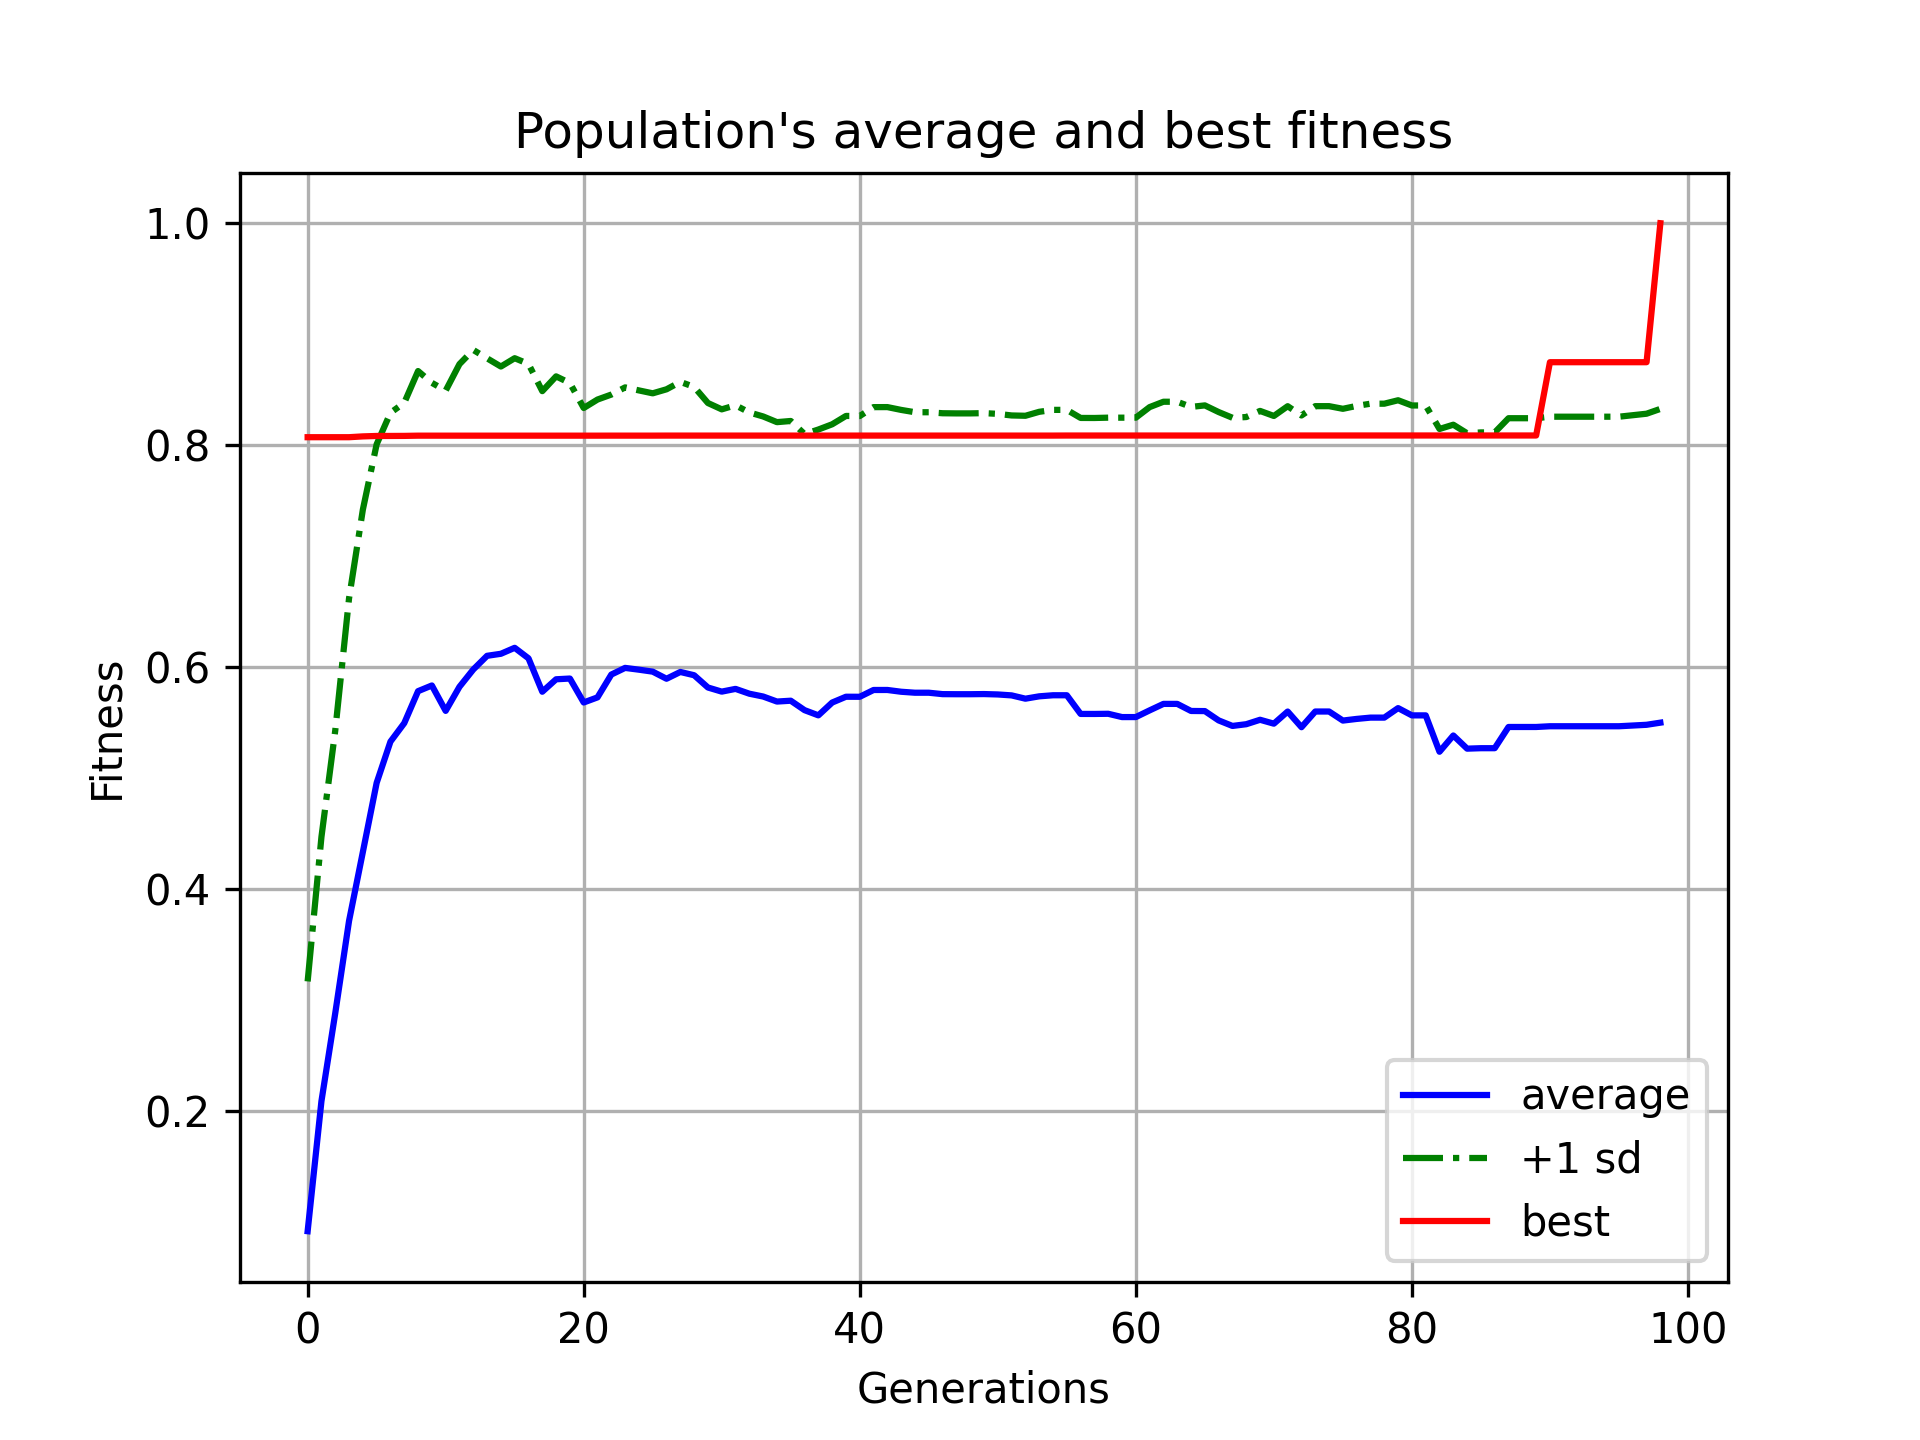 Population's average and best fitness
1.0
0.8
0.6
0.4
0.2
Fitness
average
+1 sd
best
0 20 40 60 80 100
Generations